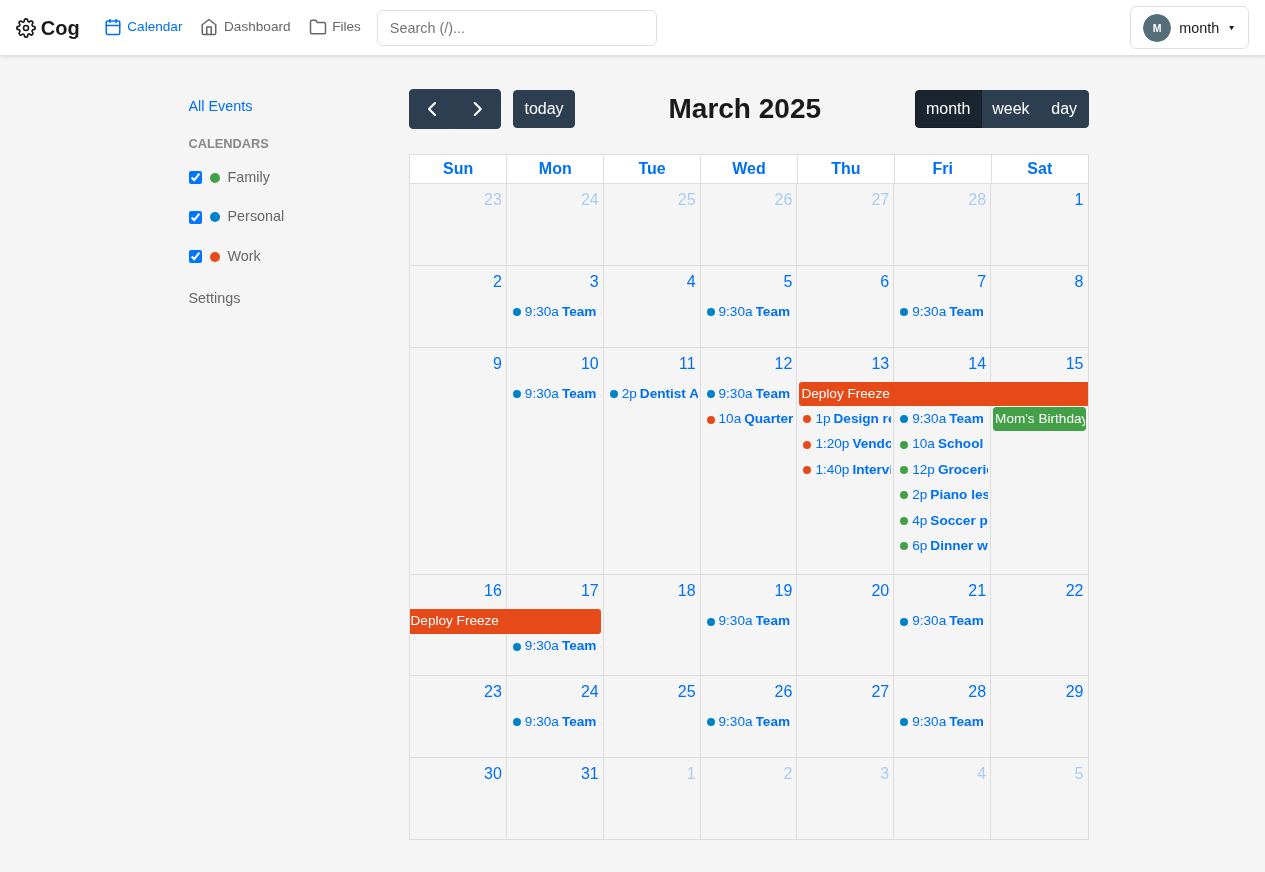 Cog Calendar Dashboard Files Search (/)... M month
All Events
CALENDARS
Family
Personal
Work
Settings
today March 2025 month week day
Sun Mon Tue Wed Thu Fri Sat
23 24 25 26 27 28 1
2 3 4 5 6 7 8
9:30a Team 9:30a Team 9:30a Team
9 10 11 12 13 14 15
9:30a Team 2p Dentist A 9:30a Team Deploy Freeze
10a Quarter 1p Design re 9:30a Team Mom's Birthday
1:20p Vendo 10a School
1:40p Intervi 12p Grocerie
2p Piano les
4p Soccer p
6p Dinner w
16 17 18 19 20 21 22
Deploy Freeze 9:30a Team 9:30a Team
9:30a Team
23 24 25 26 27 28 29
9:30a Team 9:30a Team 9:30a Team
30 31 1 2 3 4 5